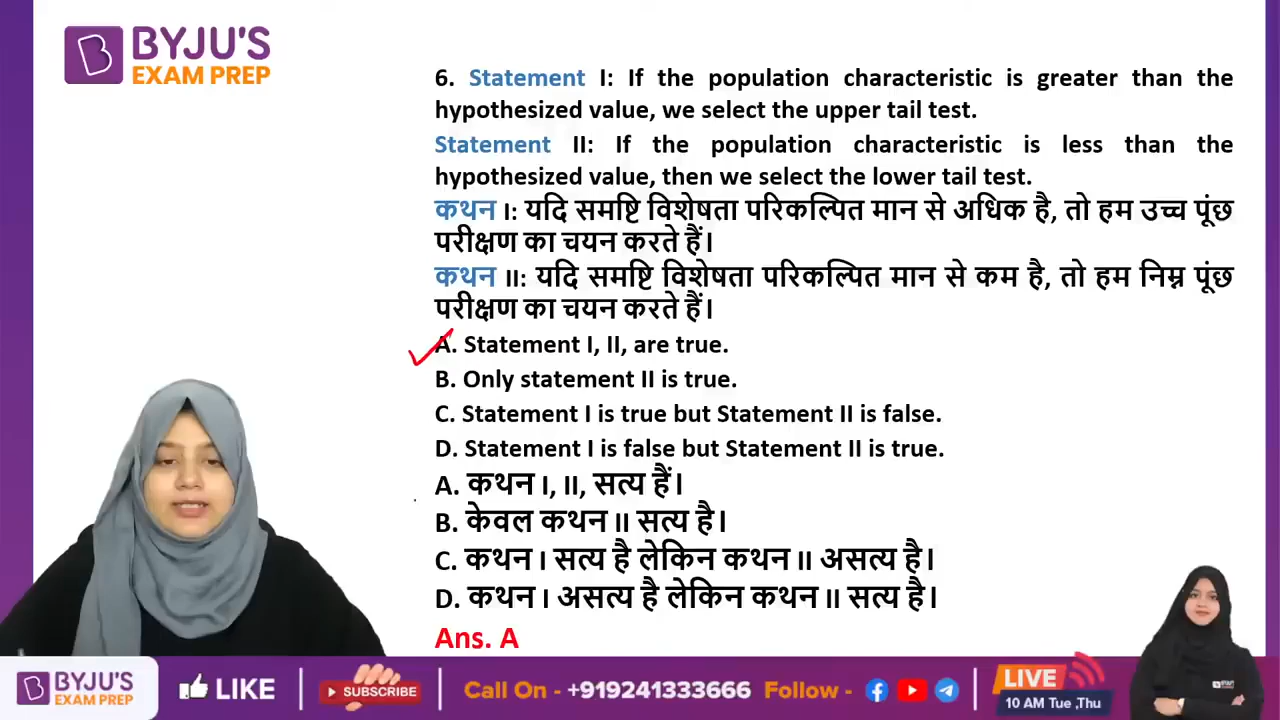 BYJU'S
EXAM PREP
6. Statement I: If the population characteristic is greater than the
hypothesized value, we select the upper tail test.
Statement II: If the population characteristic is less than the
hypothesized value, then we select the lower tail test.
कथन I: यदि समष्टि विशेषता परिकल्पित मान से अधिक है, तो हम उच्च पूंछ
परीक्षण का चयन करते हैं।
कथन II: यदि समष्टि विशेषता परिकल्पित मान से कम है, तो हम निम्न पूंछ
परीक्षण का चयन करते हैं।
A. Statement I, II, are true.
B. Only statement II is true.
C. Statement I is true but Statement II is false.
D. Statement I is false but Statement II is true.
A. कथन I, II, सत्य हैं।
B. केवल कथन II सत्य है।
C. कथन I सत्य है लेकिन कथन II असत्य है।
D. कथन I असत्य है लेकिन कथन II सत्य है।
Ans. A
BYJU'S
EXAM PREP
LIKE
SUBSCRIBE
Call On - +919241333666 Follow -
LIVE
10 AM Tue ,Thu